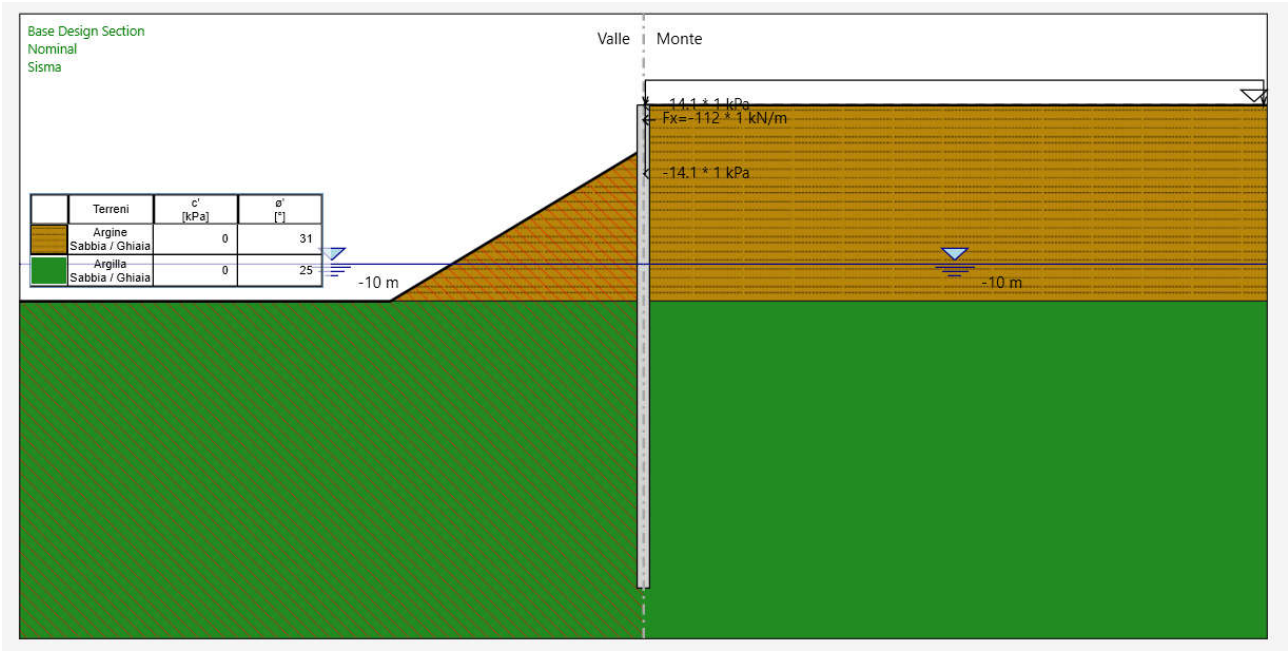 Base Design Section
Nominal
Sisma
Valle
Monte
-14.1 * 1 kPa
Fx=-112 * 1 kN/m
-14.1 * 1 kPa
Terreni c' [kPa] ø' [°]
Argine
Sabbia / Ghiaia 0 31
Argilla
Sabbia / Ghiaia 0 25
-10 m
-10 m